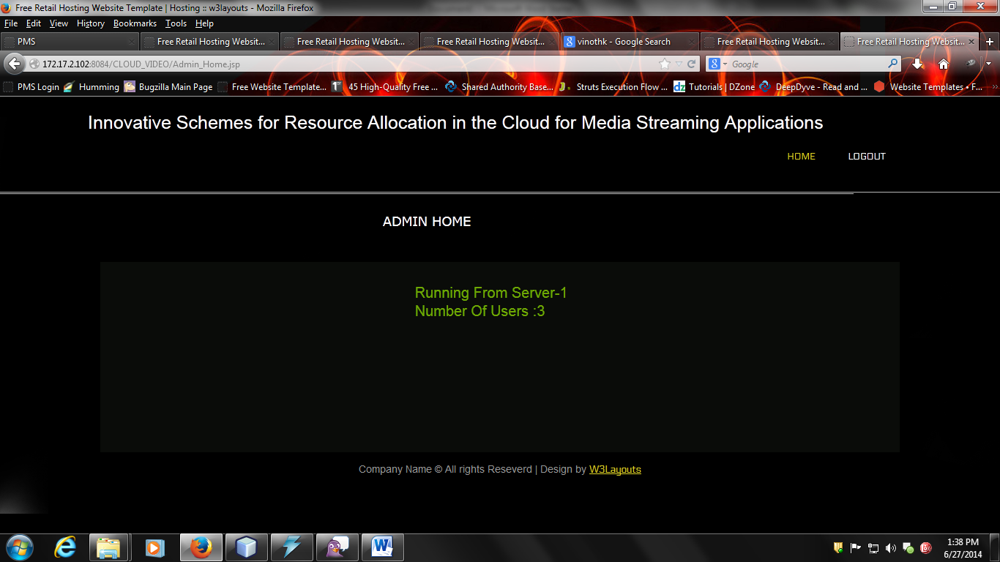 Free Retail Hosting Website Template | Hosting :: w3layouts - Mozilla Firefox
File Edit View History Bookmarks Tools Help
PMS
Free Retail Hosting Websit...
Free Retail Hosting Websit...
Free Retail Hosting Websit...
vinothk - Google Search
Free Retail Hosting Websit...
Free Retail Hosting Websit...
172.17.2.102:8084/CLOUD_VIDEO/Admin_Home.jsp
Google
PMS Login Humming Bugzilla Main Page Free Website Template... 45 High-Quality Free ... Shared Authority Base... Struts Execution Flow ... Tutorials | DZone DeepDyve - Read and ... Website Templates • F...
Innovative Schemes for Resource Allocation in the Cloud for Media Streaming Applications
HOME LOGOUT
ADMIN HOME
Running From Server-1
Number Of Users :3
Company Name © All rights Reseverd | Design by W3Layouts
1:38 PM
6/27/2014